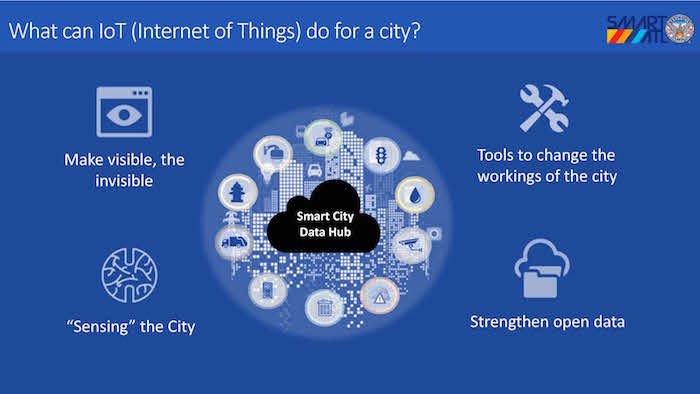 What can IoT (Internet of Things) do for a city?
SMART
ATL
Make visible, the
invisible
Tools to change the
workings of the city
Smart City
Data Hub
“Sensing” the City
Strengthen open data